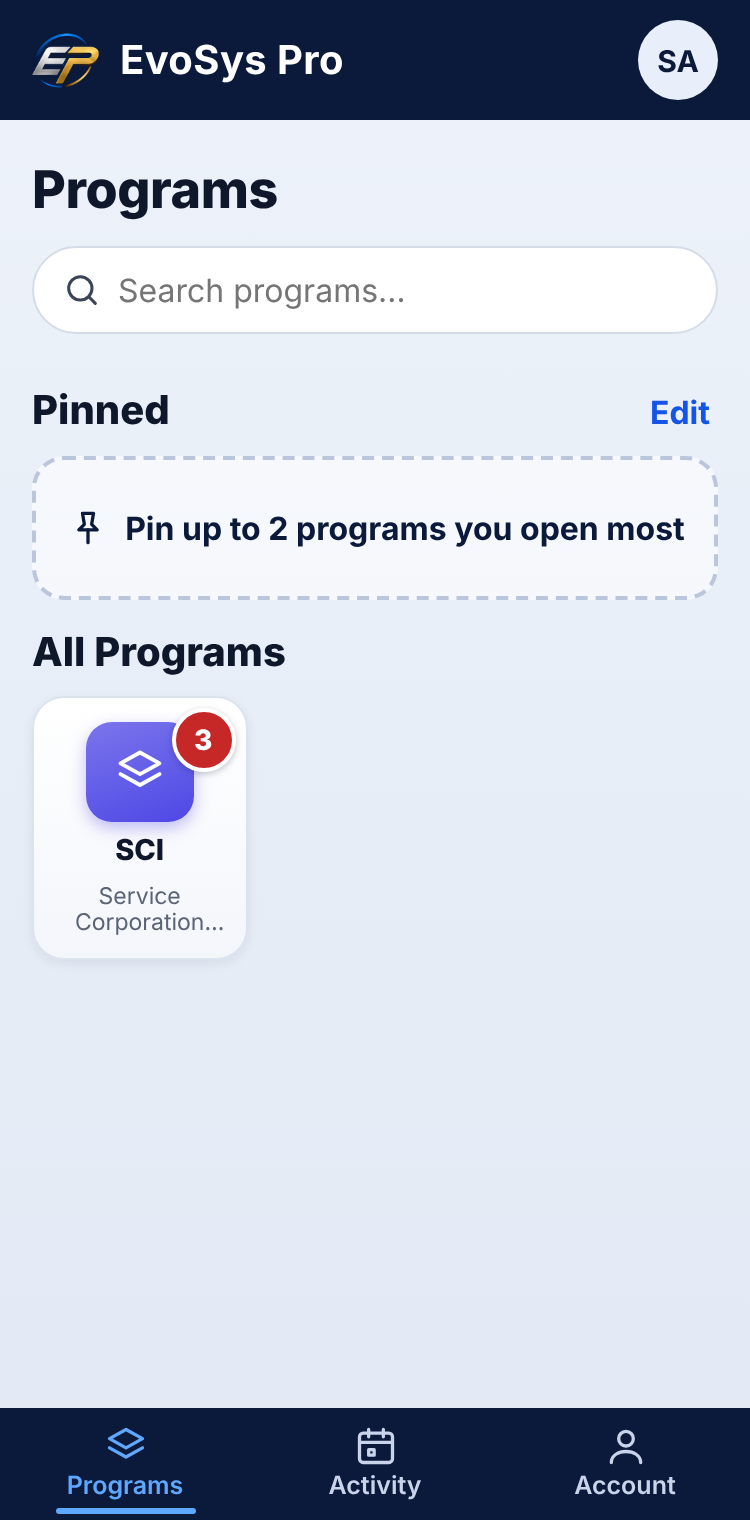 EP EvoSys Pro
SA
Programs
Search programs...
Pinned
Edit
Pin up to 2 programs you open most
All Programs
3
SCI
Service
Corporation...
Programs
Activity
Account